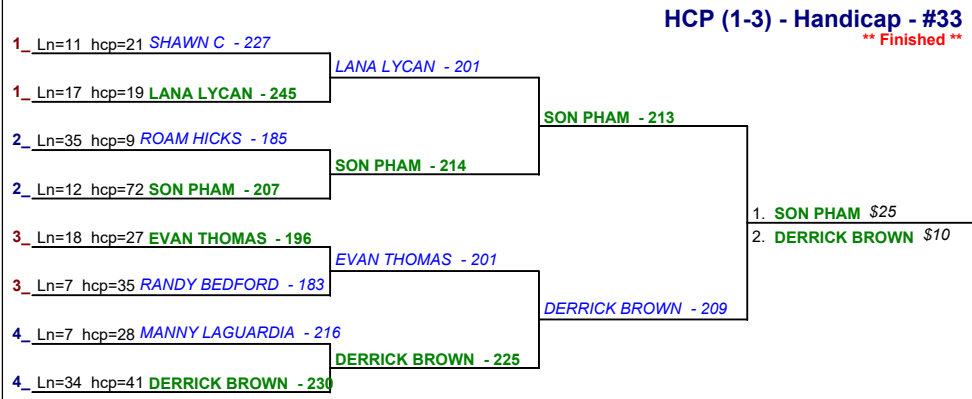 HCP (1-3) - Handicap - #33
** Finished **
1_ Ln=11 hcp=21 SHAWN C - 227
LANA LYCAN - 201
1_ Ln=17 hcp=19 LANA LYCAN - 245
SON PHAM - 213
2_ Ln=35 hcp=9 ROAM HICKS - 185
SON PHAM - 214
2_ Ln=12 hcp=72 SON PHAM - 207
1. SON PHAM $25
2. DERRICK BROWN $10
3_ Ln=18 hcp=27 EVAN THOMAS - 196
EVAN THOMAS - 201
3_ Ln=7 hcp=35 RANDY BEDFORD - 183
DERRICK BROWN - 209
4_ Ln=7 hcp=28 MANNY LAGUARDIA - 216
DERRICK BROWN - 225
4_ Ln=34 hcp=41 DERRICK BROWN - 230